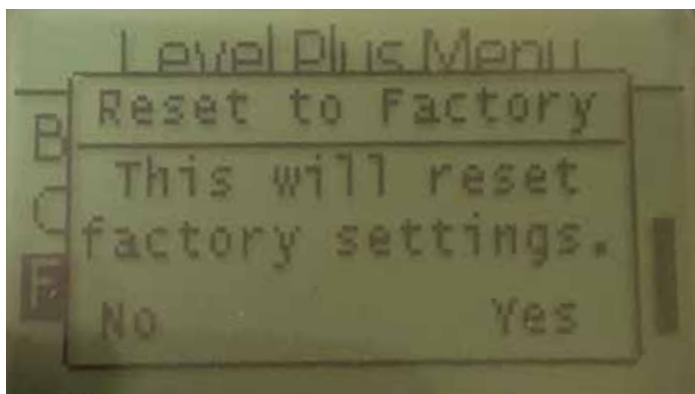 Level Plus Menu
Reset to Factory
This will reset
factory settings.
No Yes